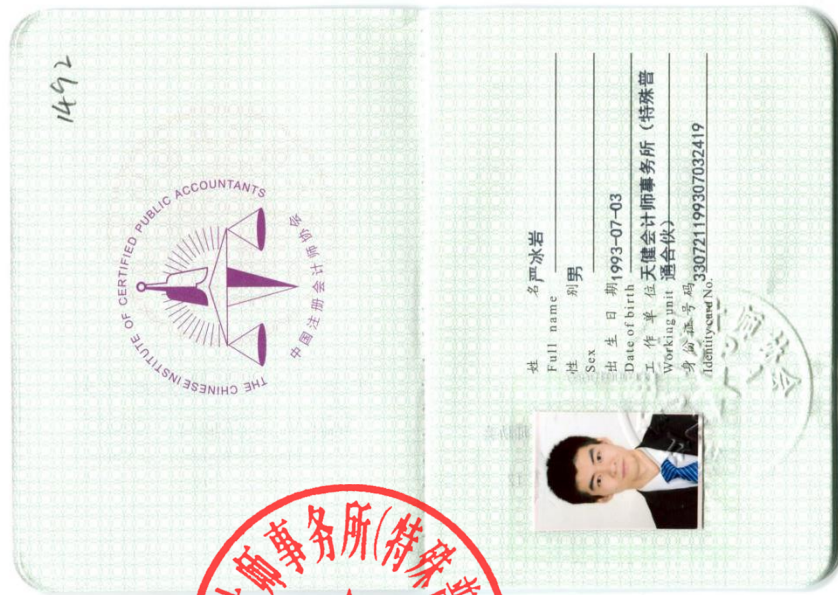 1492
THE CHINESE INSTITUTE OF CERTIFIED PUBLIC ACCOUNTANTS
中国注册会计师协会
姓 名 严冰岩
Full name
性 别 男
Sex
出 生 日 期 1993-07-03
Date of birth
工 作 单 位 天健会计师事务所（特殊普
Working unit 通合伙）
身 份 证 号 码 330721199307032419
Identity card No.
师事务所(特殊普